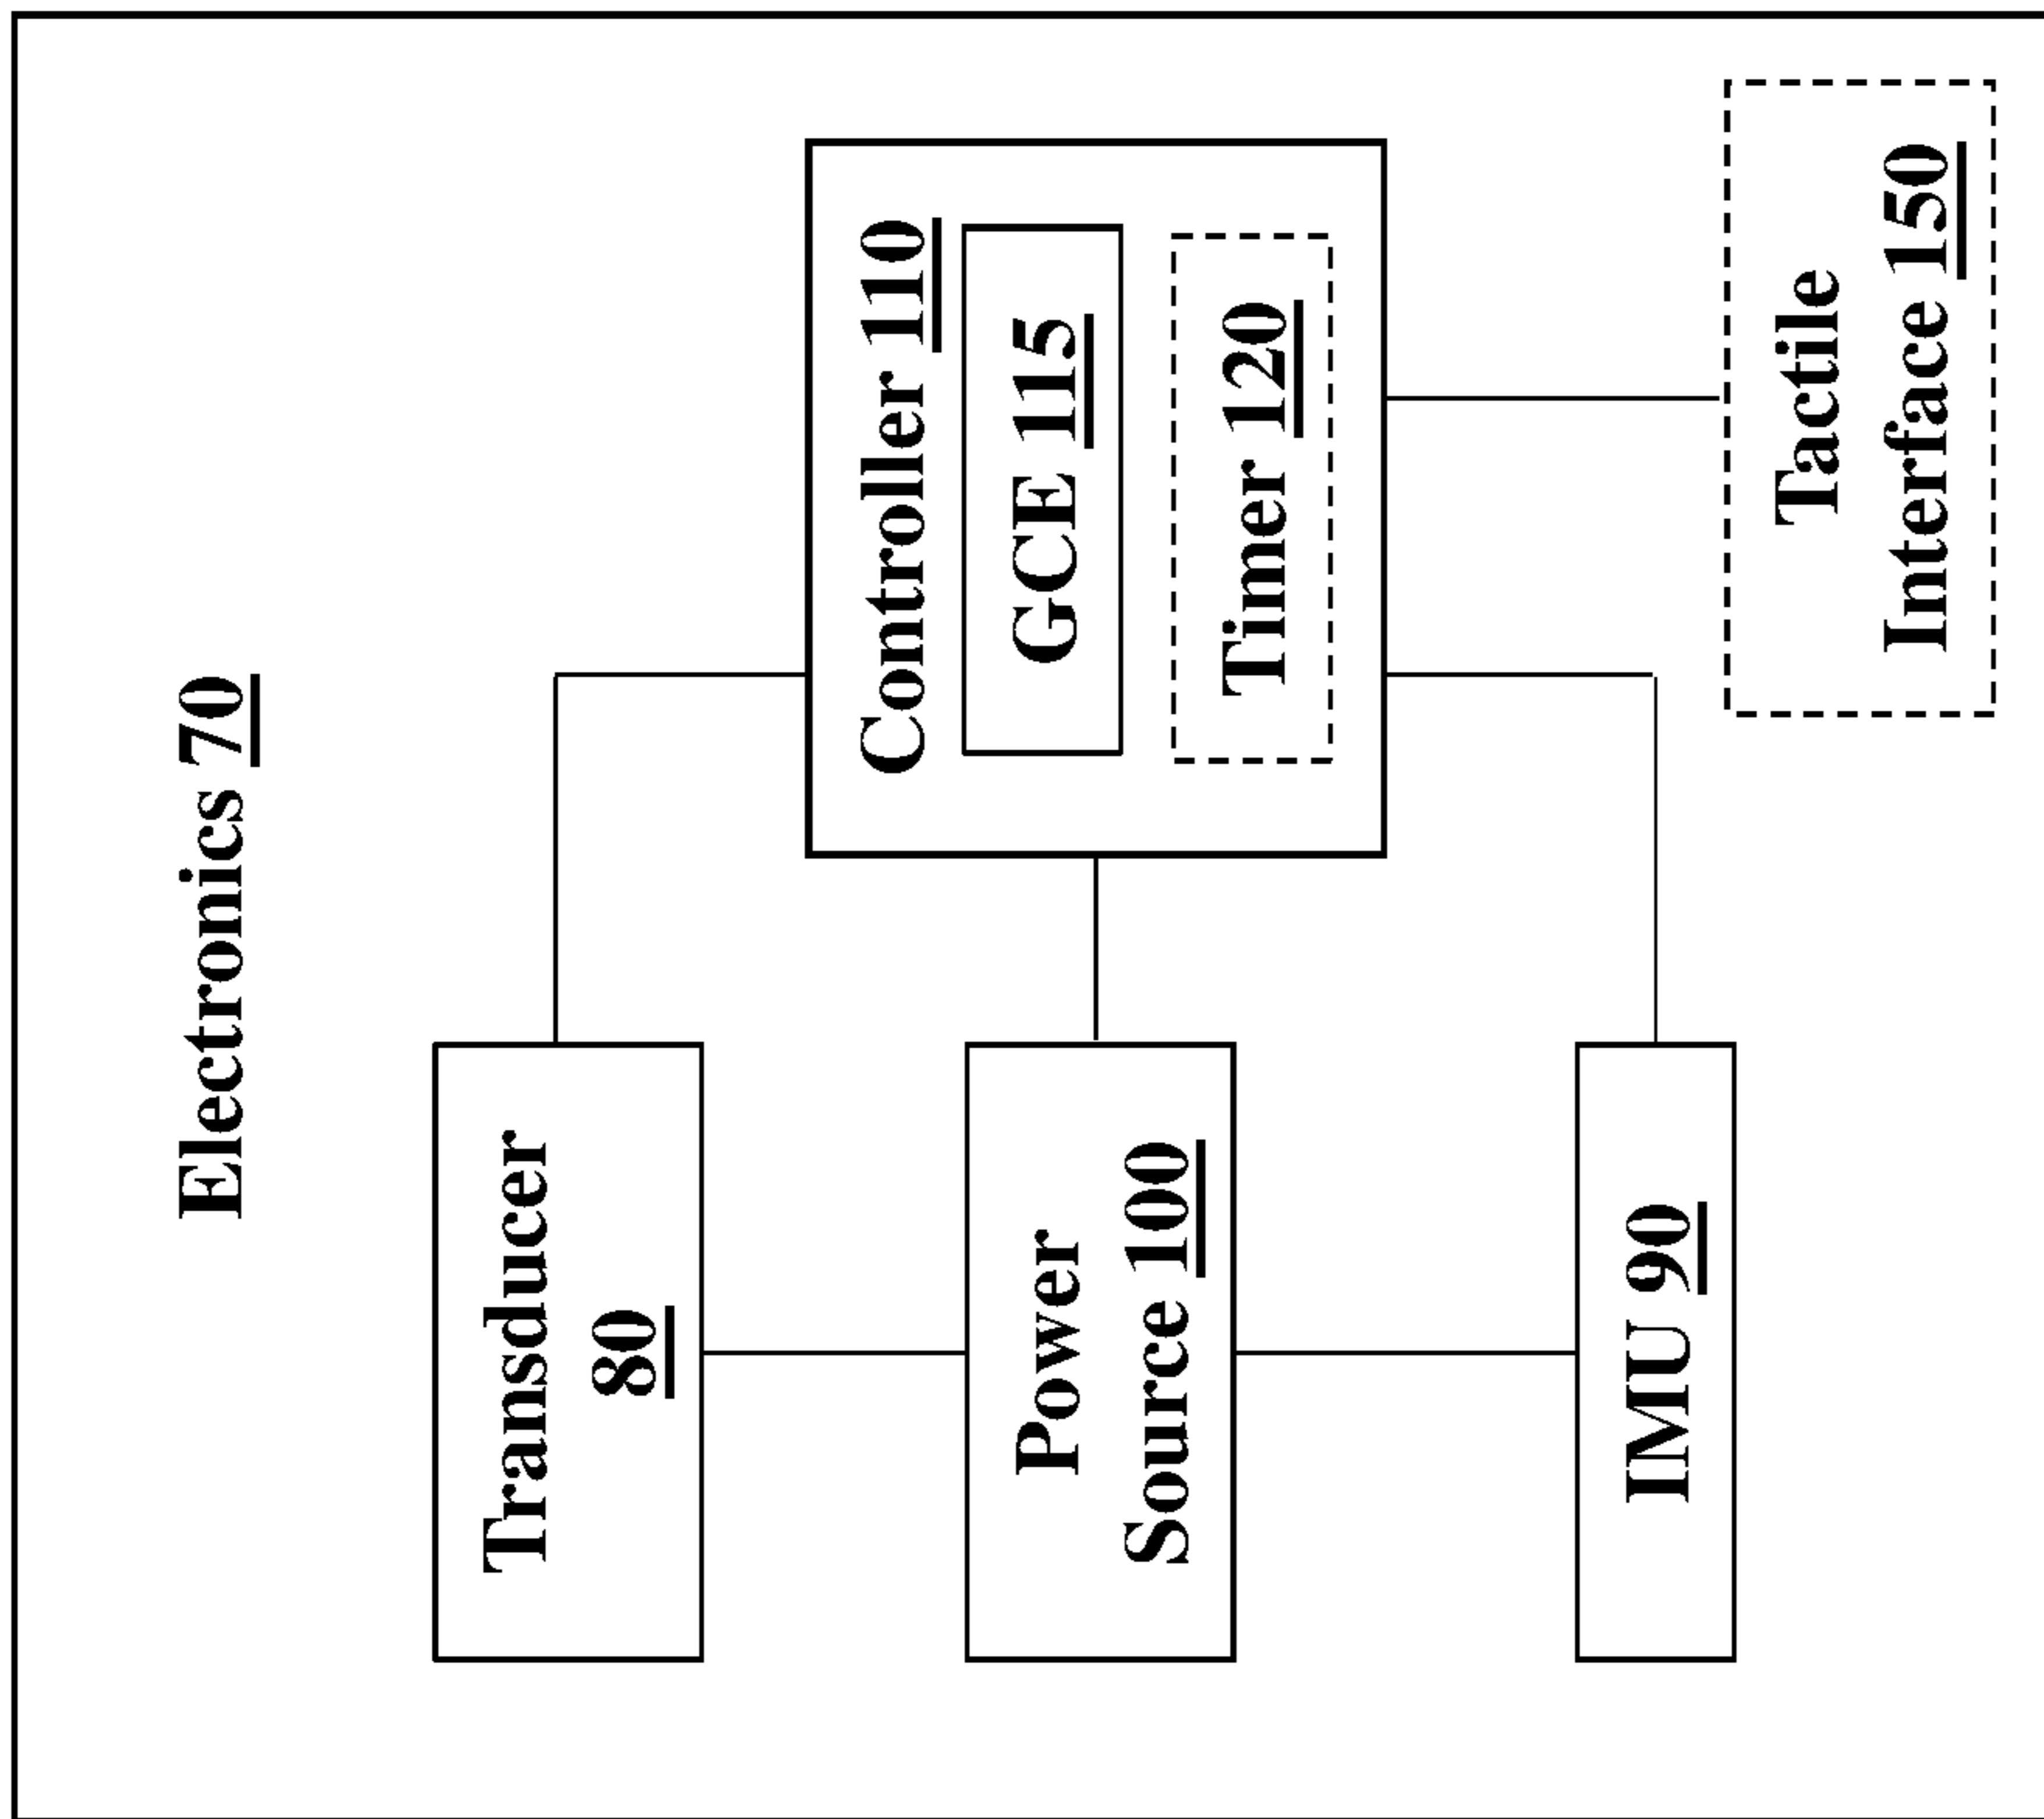 Electronics 70
Transducer
80
Controller 110
GCE 115
Timer 120
Power
Source 100
IMU 90
Tactile
Interface 150